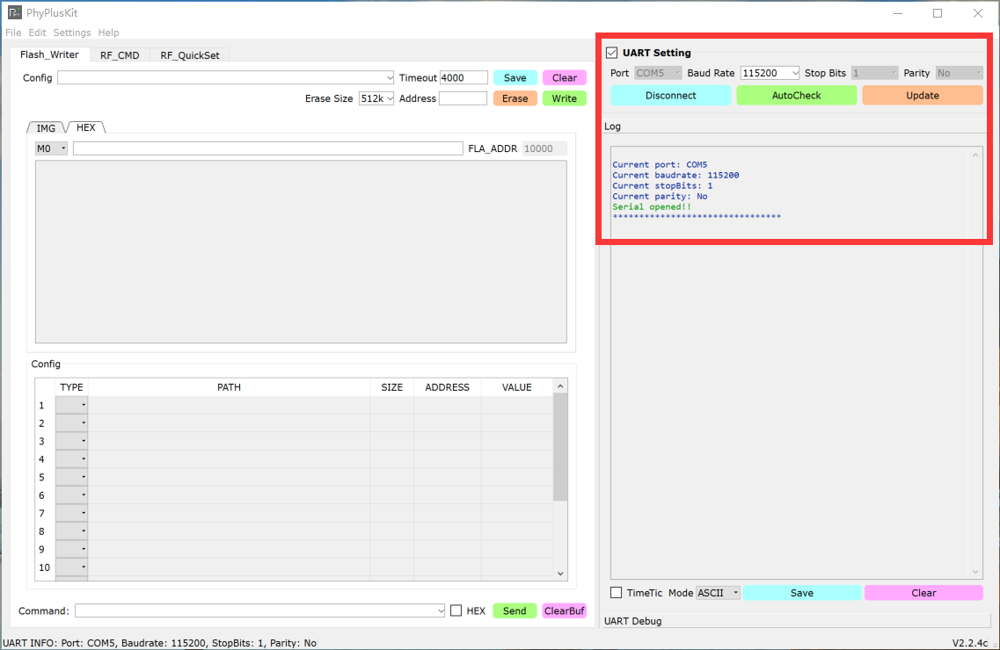 PhyPlusKit
File Edit Settings Help
Flash_Writer RF_CMD RF_QuickSet
Config Timeout 4000 Save Clear
Erase Size 512k Address Erase Write
IMG HEX
M0 FLA_ADDR 10000
Config
TYPE PATH SIZE ADDRESS VALUE
1
2
3
4
5
6
7
8
9
10
Command: HEX Send ClearBuf
UART Setting
Port COM5 Baud Rate 115200 Stop Bits 1 Parity No
Disconnect AutoCheck Update
Log
Current port: COM5
Current baudrate: 115200
Current stopBits: 1
Current parity: No
Serial opened!!
********************************
TimeTic Mode ASCII Save Clear
UART Debug
UART INFO: Port: COM5, Baudrate: 115200, StopBits: 1, Parity: No
V2.2.4c